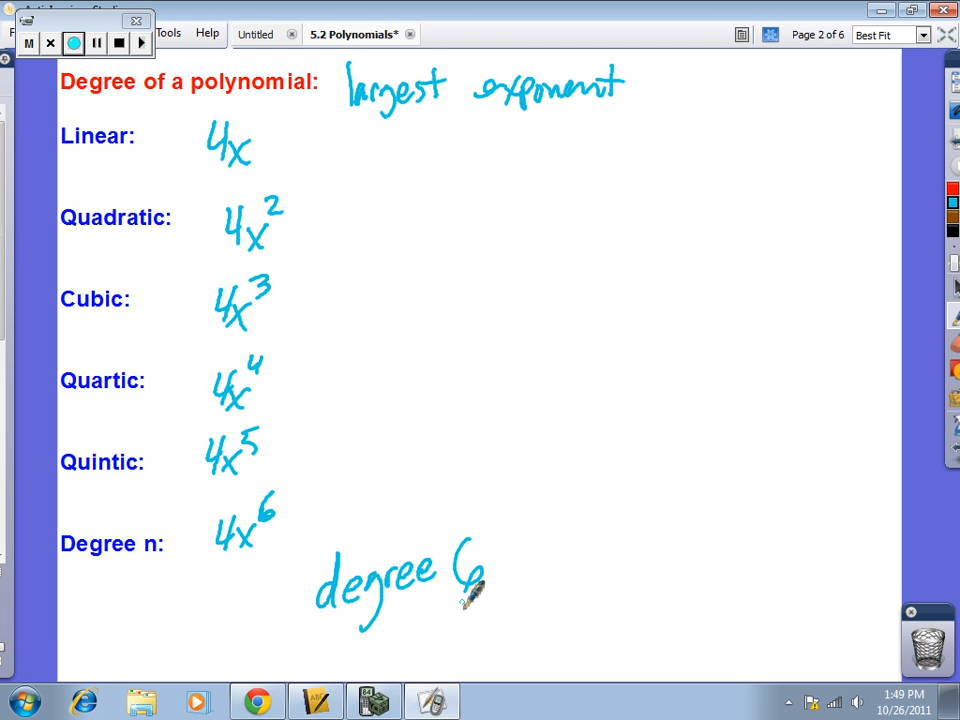 M
Tools Help
Untitled
5.2 Polynomials*
Page 2 of 6
Best Fit
Degree of a polynomial: largest exponent
Linear: 4x
Quadratic: 4x²
Cubic: 4x³
Quartic: 4x⁴
Quintic: 4x⁵
Degree n: 4x⁶
degree 6
84
1:49 PM
10/26/2011